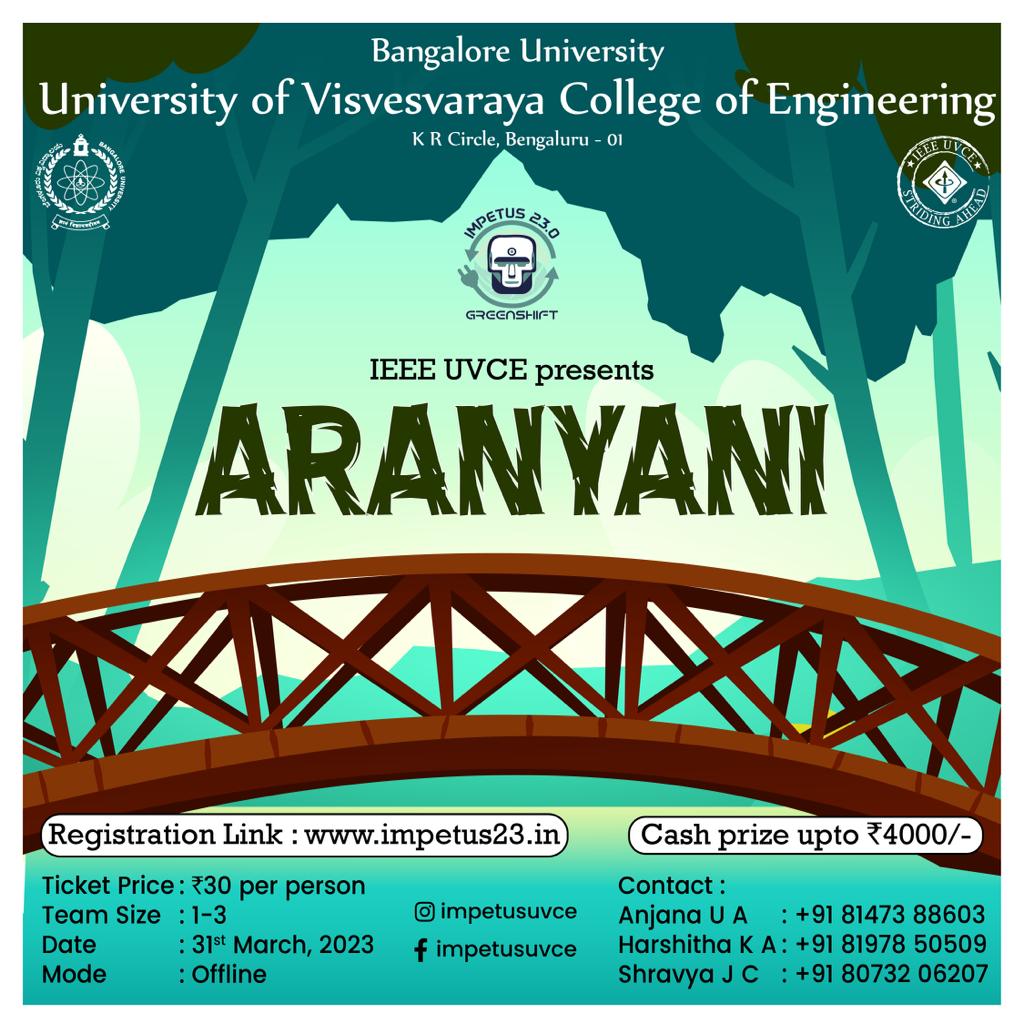 Bangalore University
University of Visvesvaraya College of Engineering
K R Circle, Bengaluru - 01
BANGALORE UNIVERSITY
IEEE UVCE
STRIDING AHEAD
IMPETUS 23.0
GREENSHIFT
IEEE UVCE presents
ARANYANI
Registration Link : www.impetus23.in
Cash prize upto ₹4000/-
Ticket Price : ₹30 per person
Team Size : 1-3
Date : 31st March, 2023
Mode : Offline
impetusuvce
impetusuvce
Contact :
Anjana U A : +91 81473 88603
Harshitha K A : +91 81978 50509
Shravya J C : +91 80732 06207